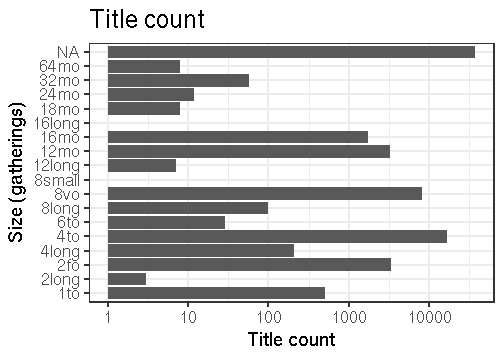 Title count
Size (gatherings)
NA
64mo
32mo
24mo
18mo
16long
16mo
12mo
12long
8small
8vo
8long
6to
4to
4long
2fo
2long
1to
1 10 100 1000 10000
Title count